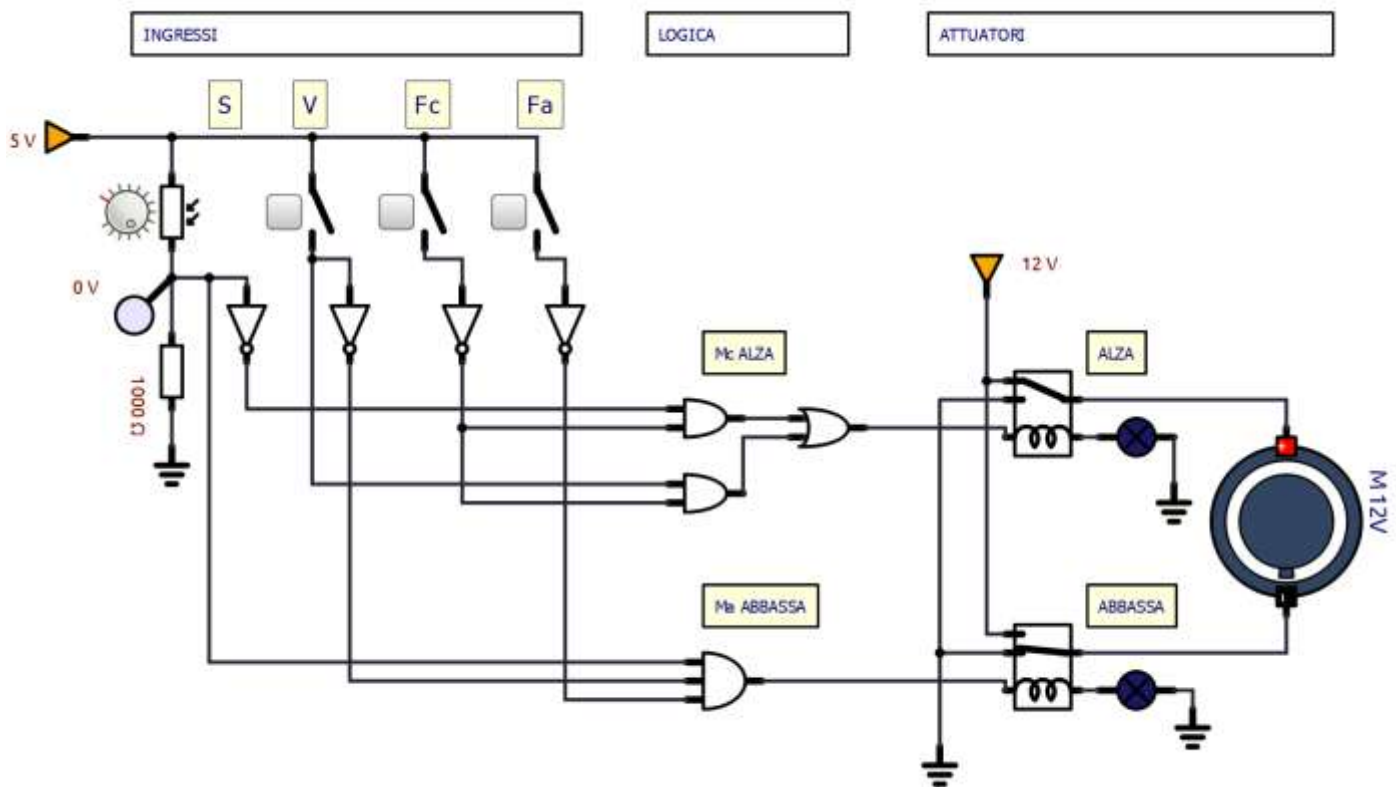 INGRESSI
LOGICA
ATTUATORI
S
V
Fc
Fa
5 V
0 V
12 V
1000 Ω
Mc ALZA
ALZA
M 12V
Ma ABBASSA
ABBASSA